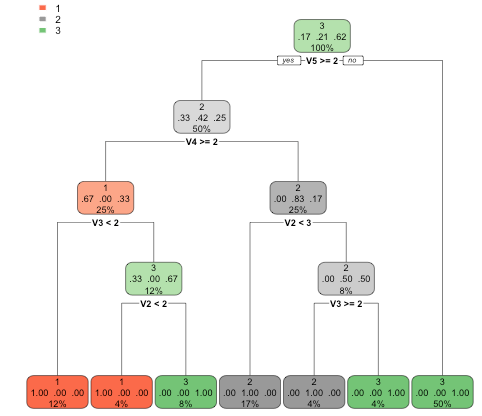 1
2
3
3
.17 .21 .62
100%
yes V5 >= 2 no
2
.33 .42 .25
50%
V4 >= 2
1
.67 .00 .33
25%
2
.00 .83 .17
25%
V3 < 2
V2 < 3
3
.33 .00 .67
12%
2
.00 .50 .50
8%
V2 < 2
V3 >= 2
1
1.00 .00 .00
12%
1
1.00 .00 .00
4%
3
.00 .00 1.00
8%
2
.00 1.00 .00
17%
2
.00 1.00 .00
4%
3
.00 .00 1.00
4%
3
.00 .00 1.00
50%